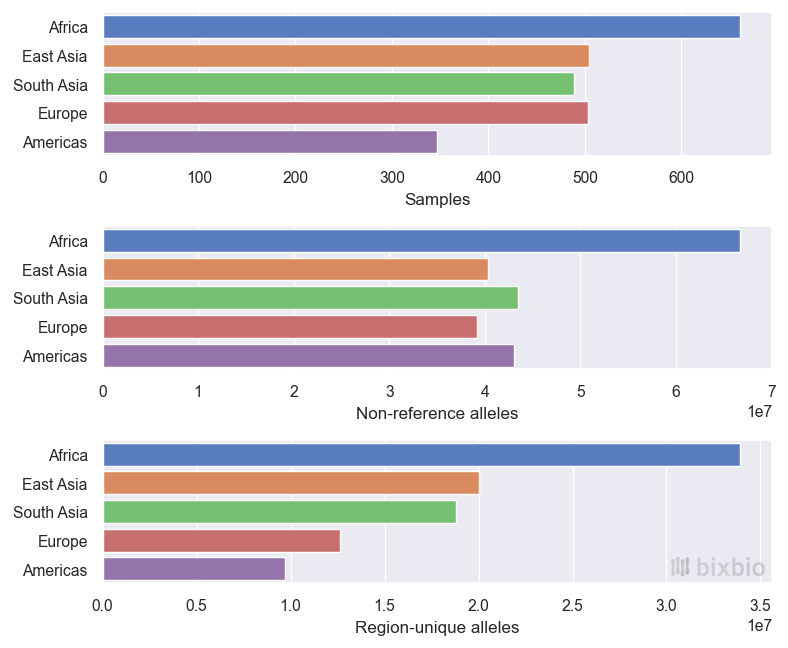 Africa
East Asia
South Asia
Europe
Americas
0 100 200 300 400 500 600
Samples
Africa
East Asia
South Asia
Europe
Americas
0 1 2 3 4 5 6 7
1e7
Non-reference alleles
Africa
East Asia
South Asia
Europe
Americas
bixbio
0.0 0.5 1.0 1.5 2.0 2.5 3.0 3.5
1e7
Region-unique alleles